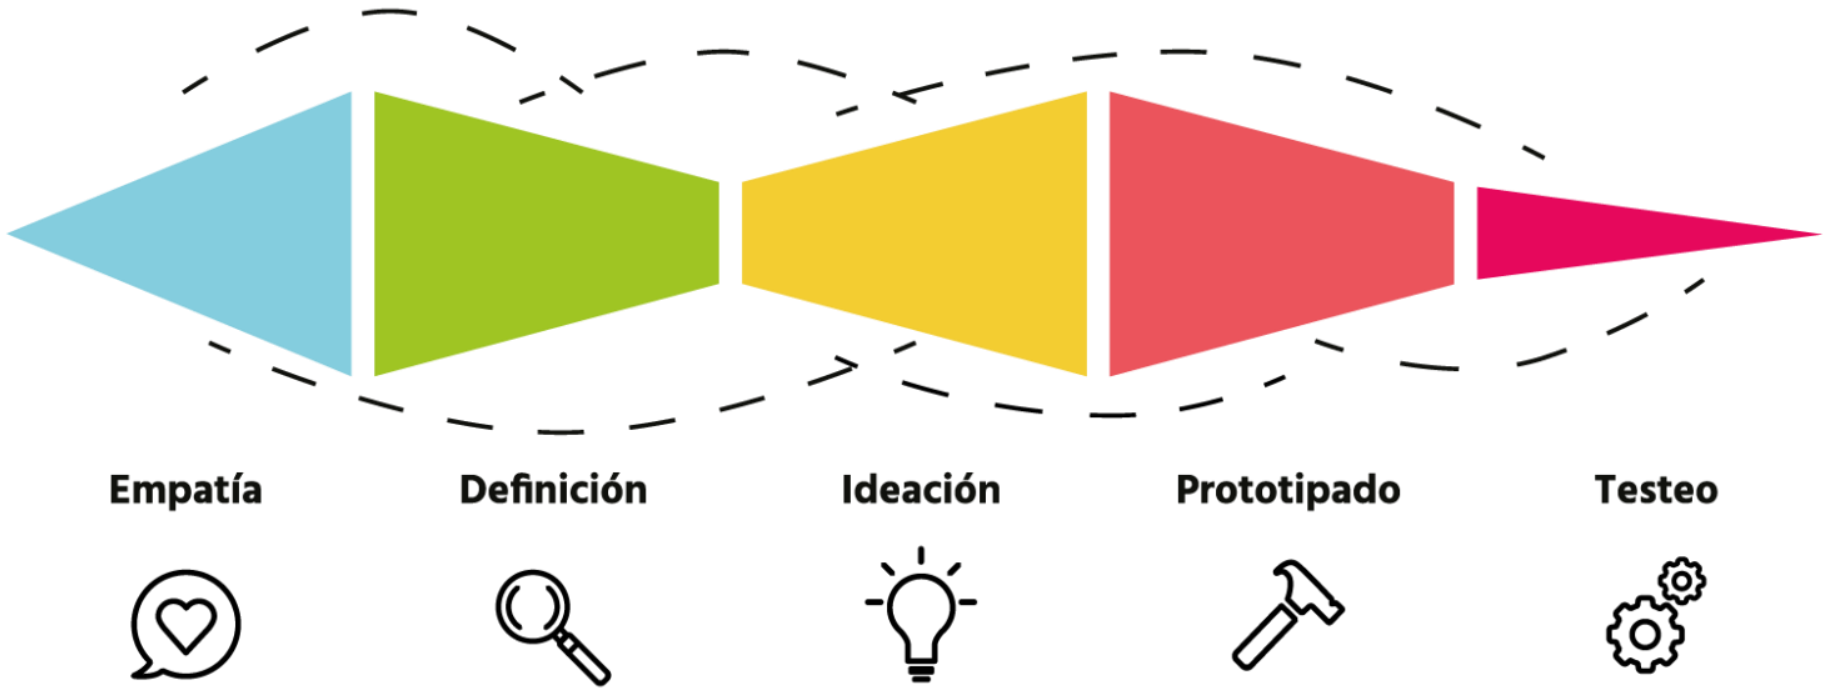 Empatía
Definición
Ideación
Prototipado
Testeo